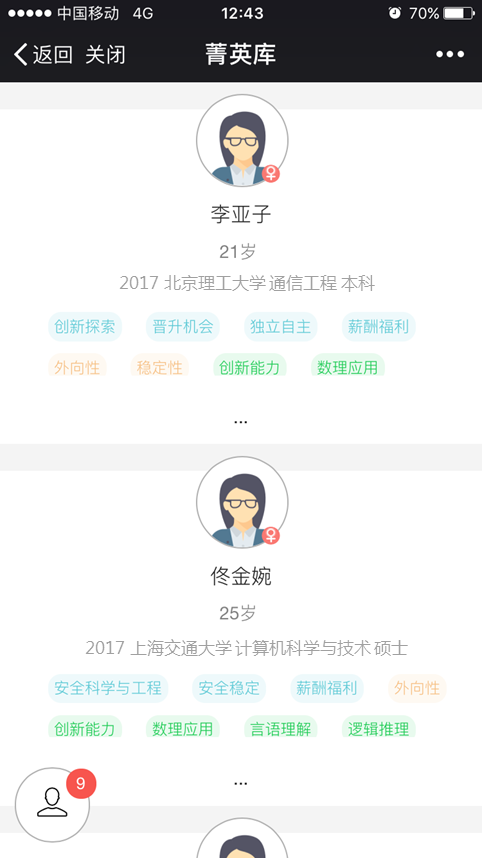 中国移动 4G 12:43 70%
返回 关闭 菁英库
李亚子
21岁
2017 北京理工大学 通信工程 本科
创新探索 晋升机会 独立自主 薪酬福利
外向性 稳定性 创新能力 数理应用
...
佟金婉
25岁
2017 上海交通大学 计算机科学与技术 硕士
安全科学与工程 安全稳定 薪酬福利 外向性
创新能力 数理应用 言语理解 逻辑推理
...
9